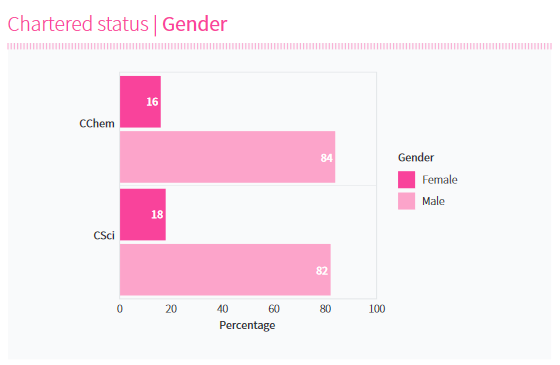 Chartered status | Gender
CChem
16
84
CSci
18
82
0 20 40 60 80 100
Percentage
Gender
Female
Male